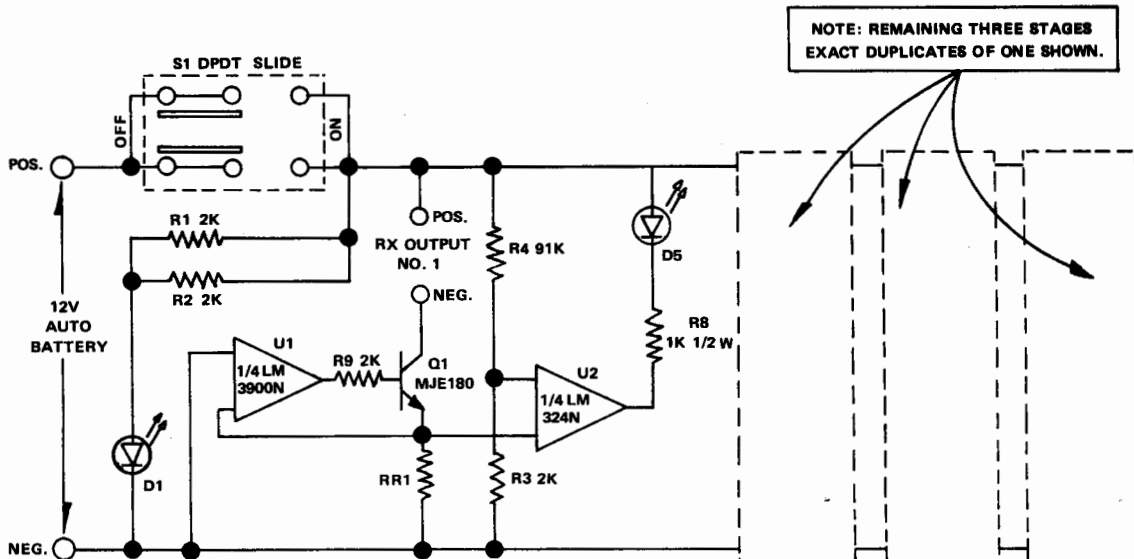 NOTE: REMAINING THREE STAGES
EXACT DUPLICATES OF ONE SHOWN.
S1 DPDT SLIDE
OFF
ON
POS.
R1 2K
R2 2K
12V
AUTO
BATTERY
D1
NEG.
POS.
RX OUTPUT
NO. 1
NEG.
R4 91K
D5
R8
1K 1/2 W
U1
1/4 LM
3900N
R9 2K
Q1
MJE180
U2
1/4 LM
324N
RR1
R3 2K